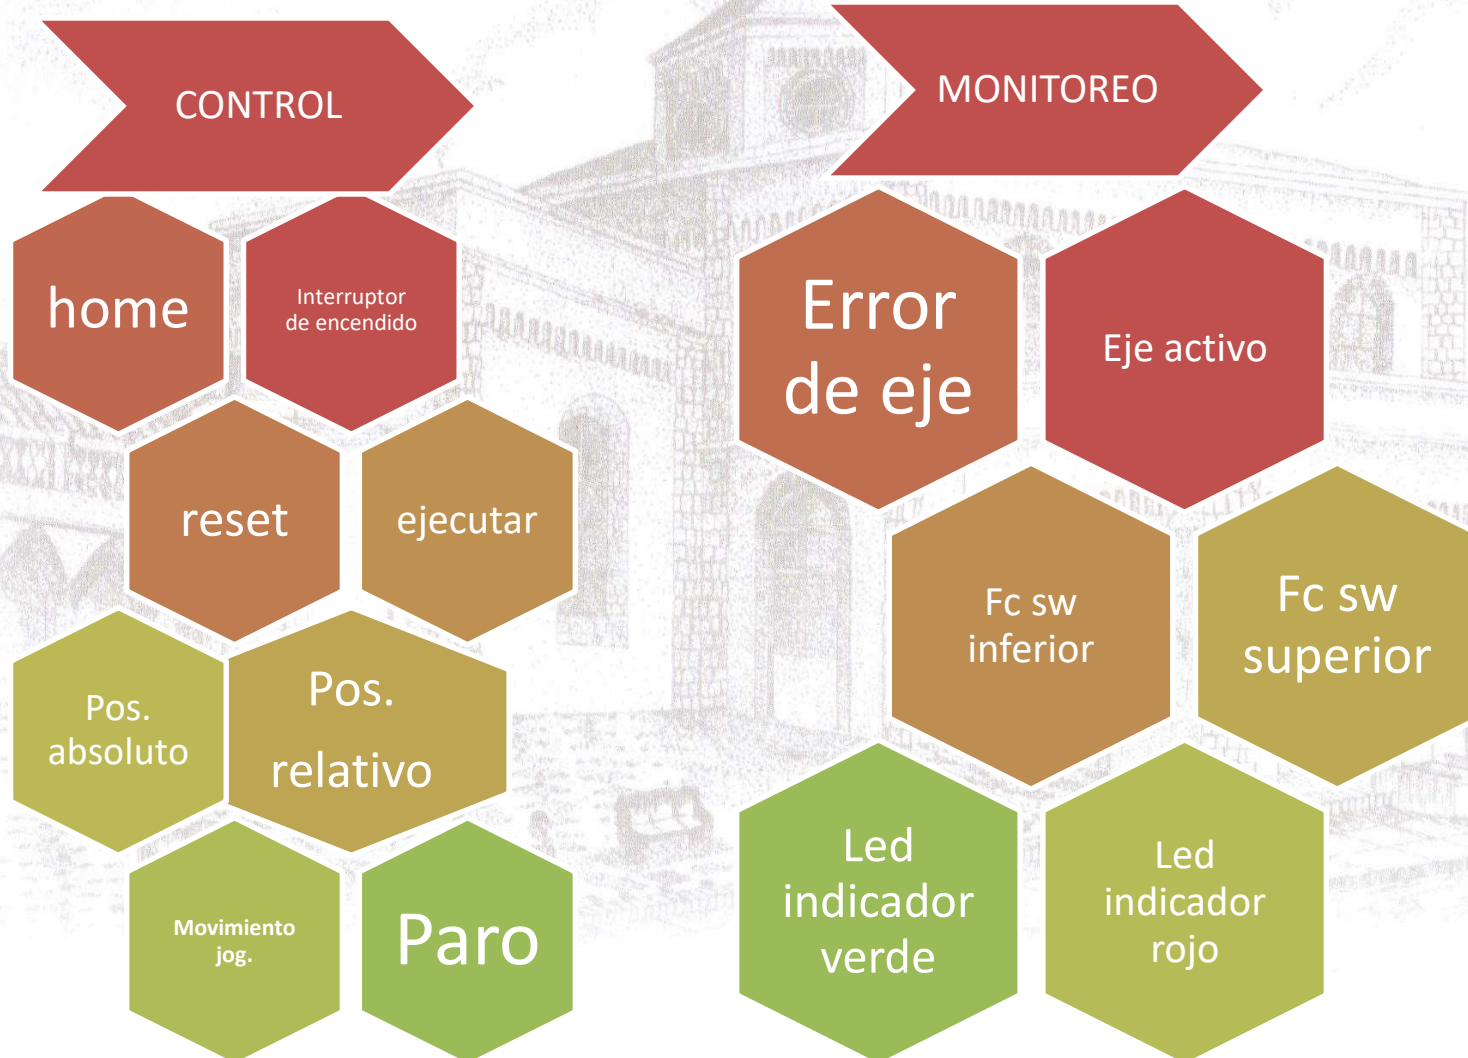 CONTROL
home
Interruptor
de encendido
reset
ejecutar
Pos.
absoluto
Pos.
relativo
Movimiento
jog.
Paro
MONITOREO
Error
de eje
Eje activo
Fc sw
inferior
Fc sw
superior
Led
indicador
verde
Led
indicador
rojo